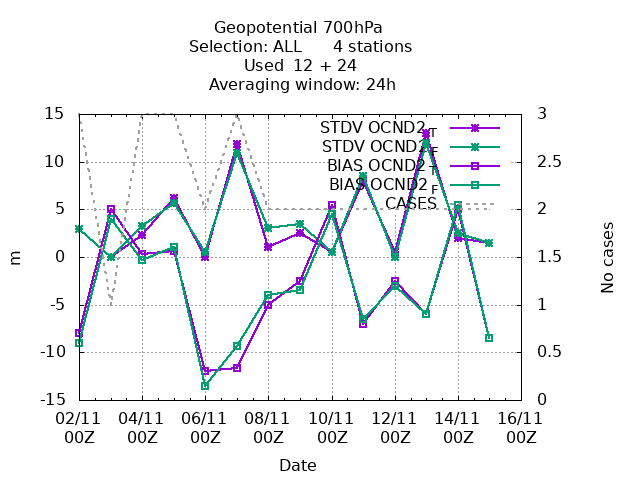 Geopotential 700hPa
Selection: ALL 4 stations
Used 12 + 24
Averaging window: 24h
STDV OCND2_T
STDV OCND2_F
BIAS OCND2_T
BIAS OCND2_F
CASES
15
10
5
0
-5
-10
-15
m
3
2.5
2
1.5
1
0.5
0
No cases
02/11 04/11 06/11 08/11 10/11 12/11 14/11 16/11
00Z 00Z 00Z 00Z 00Z 00Z 00Z 00Z
Date